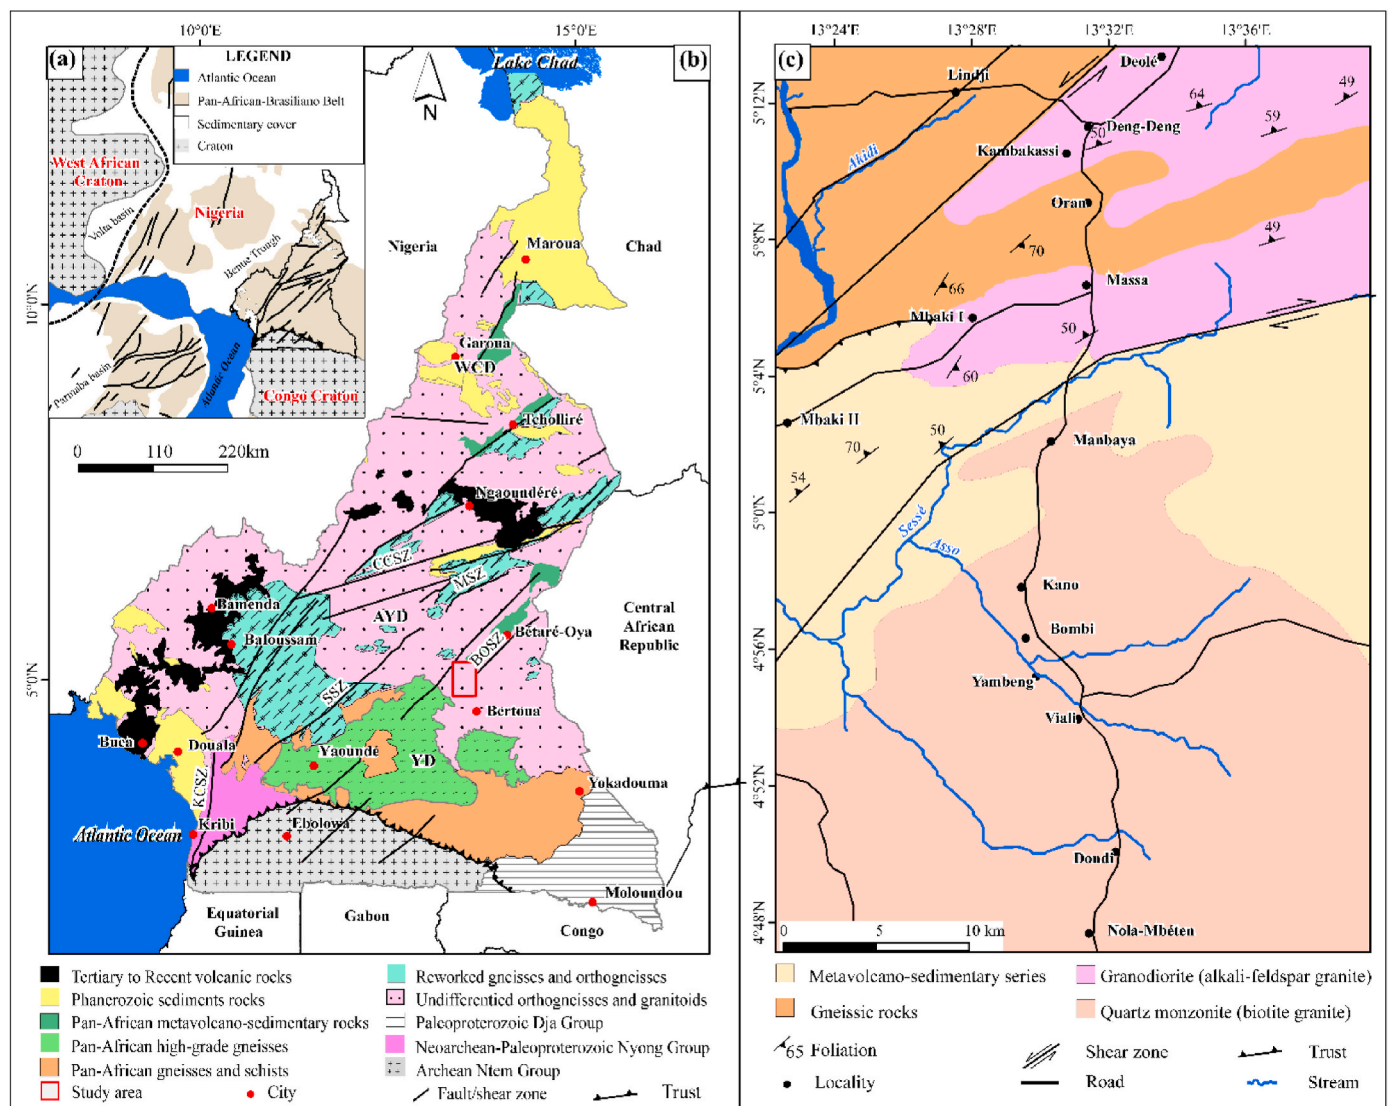 10°0'E
15°0'E
13°24'E
13°28'E
13°32'E
13°36'E
(a)
LEGEND
Atlantic Ocean
Pan-African-Brasiliano Belt
Sedimentary cover
Craton
West African
Craton
Volta basin
Nigeria
Benue Trough
Parnaiba basin
Atlantic Ocean
Congo Craton
0
110
220km
(b)
N
Lake Chad
Nigeria
Maroua
Chad
Garoua
WCD
Tcholliré
Ngaoundéré
CCSZ
MSZ
AYD
Bamenda
Bafoussam
Bétaré-Oya
BOSZ
SSZ
Central
African
Republic
Bertoua
Buea
Douala
Yaoundé
YD
KCSZ
Yokadouma
Atlantic Ocean
Kribi
Ebolowa
Moloundou
Equatorial
Guinea
Gabon
Congo
10°0'N
5°0'N
(c)
Lindji
Deolé
49
64
59
Deng-Deng
50
Kambakassi
Akidi
Oran
70
49
66
Massa
Mbaki I
50
60
Mbaki II
50
70
Manbaya
54
Sessé
Asso
Kano
Bombi
Yambeng
Viali
Dondi
Nola-Mbéten
0
5
10 km
5°12'N
5°8'N
5°4'N
5°0'N
4°56'N
4°52'N
4°48'N
Tertiary to Recent volcanic rocks
Phanerozoic sediments rocks
Pan-African metavolcano-sedimentary rocks
Pan-African high-grade gneisses
Pan-African gneisses and schists
Study area
City
Reworked gneisses and orthogneisses
Undifferentied orthogneisses and granitoids
Paleoproterozoic Dja Group
Neoarchean-Paleoproterozoic Nyong Group
Archean Ntem Group
Fault/shear zone
Trust
Metavolcano-sedimentary series
Gneissic rocks
65 Foliation
Locality
Granodiorite (alkali-feldspar granite)
Quartz monzonite (biotite granite)
Shear zone
Road
Trust
Stream